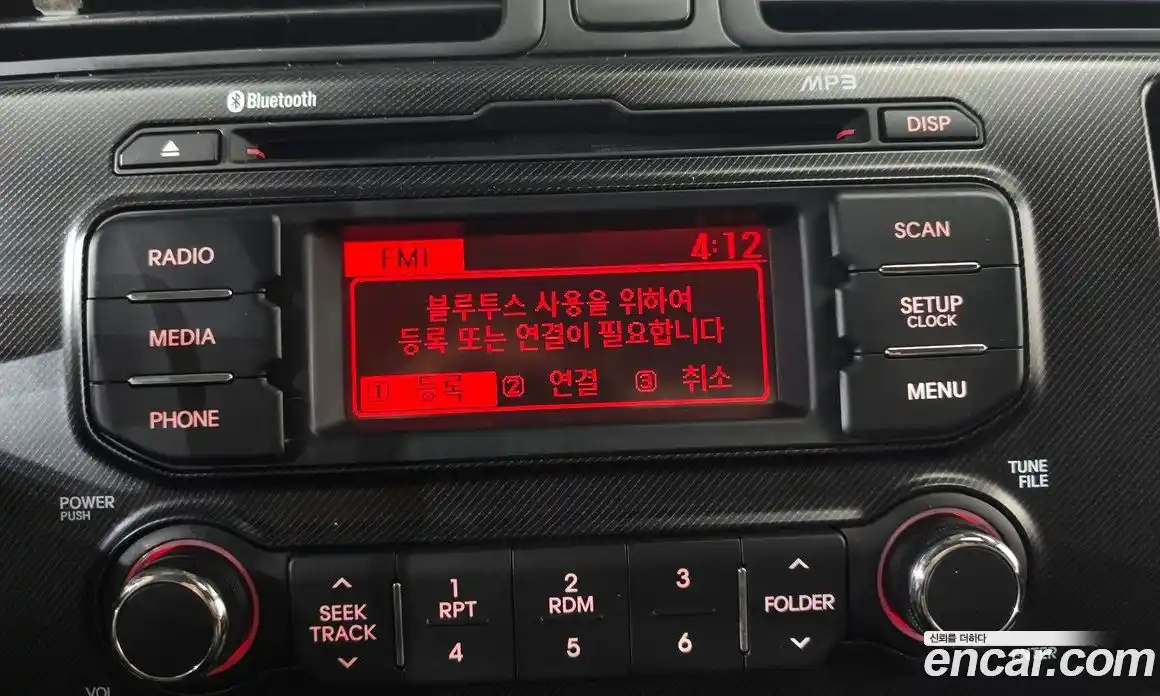 Bluetooth
MP3
DISP
RADIO
MEDIA
PHONE
FM1
4:12
블루투스 사용을 위하여
등록 또는 연결이 필요합니다
1 등록 2 연결 3 취소
SCAN
SETUP
CLOCK
MENU
POWER
PUSH
TUNE
FILE
SEEK
TRACK
1
RPT
4
2
RDM
5
3
6
FOLDER
VOL
신뢰를 더하다
encar.com